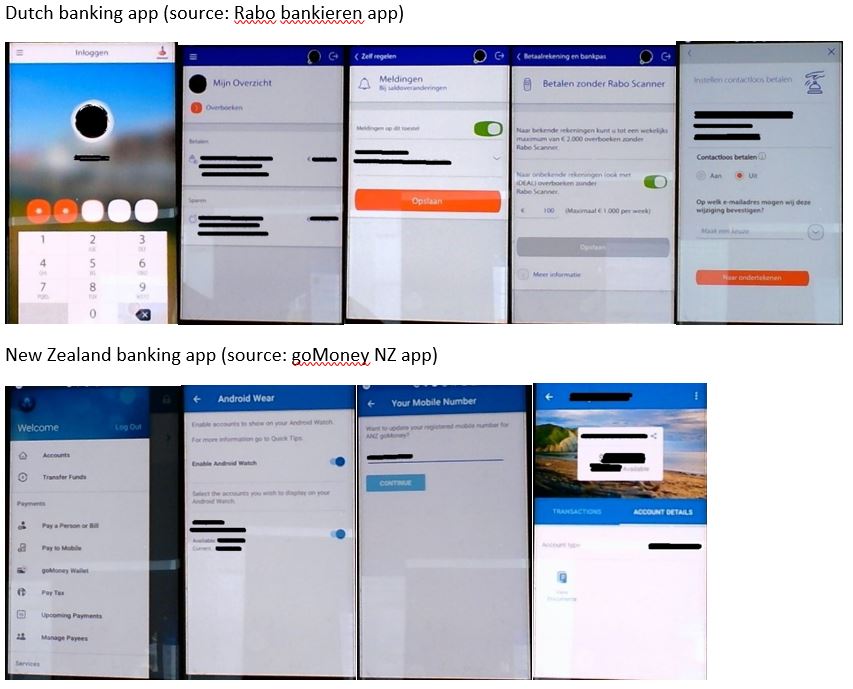 Dutch banking app (source: Rabo bankieren app)
Inloggen
1 2 3
4 5 6
7 8 9
0
Mijn Overzicht
Overboeken
Betalen
Sparen
Zelf regelen
Meldingen
Bij saldoveranderingen
Meldingen op dit toestel
Opslaan
Betaalrekening en bankpas
Betalen zonder Rabo Scanner
Naar bekende rekeningen kunt u tot een wekelijks
maximum van € 2.000 overboeken zonder
Rabo Scanner.
Naar onbekende rekeningen (ook met
iDEAL) overboeken zonder
Rabo Scanner.
€ 100 (Maximaal € 1.000 per week)
Opslaan
Meer informatie
Instellen contactloos betalen
Contactloos betalen
Aan Uit
Op welk e-mailadres mogen wij deze
wijziging bevestigen?
Maak een keuze
Naar ondertekenen
New Zealand banking app (source: goMoney NZ app)
Welcome Log Out
Accounts
Transfer Funds
Payments
Pay a Person or Bill
Pay to Mobile
goMoney Wallet
Pay Tax
Upcoming Payments
Manage Payees
Services
Android Wear
Enable accounts to show on your Android Watch.
For more information go to Quick Tips.
Enable Android Watch
Select the accounts you wish to display on your
Android Watch.
Available
Current
Your Mobile Number
Want to update your registered mobile number for
ANZ goMoney?
CONTINUE
Available
TRANSACTIONS ACCOUNT DETAILS
Account type
View
Documents